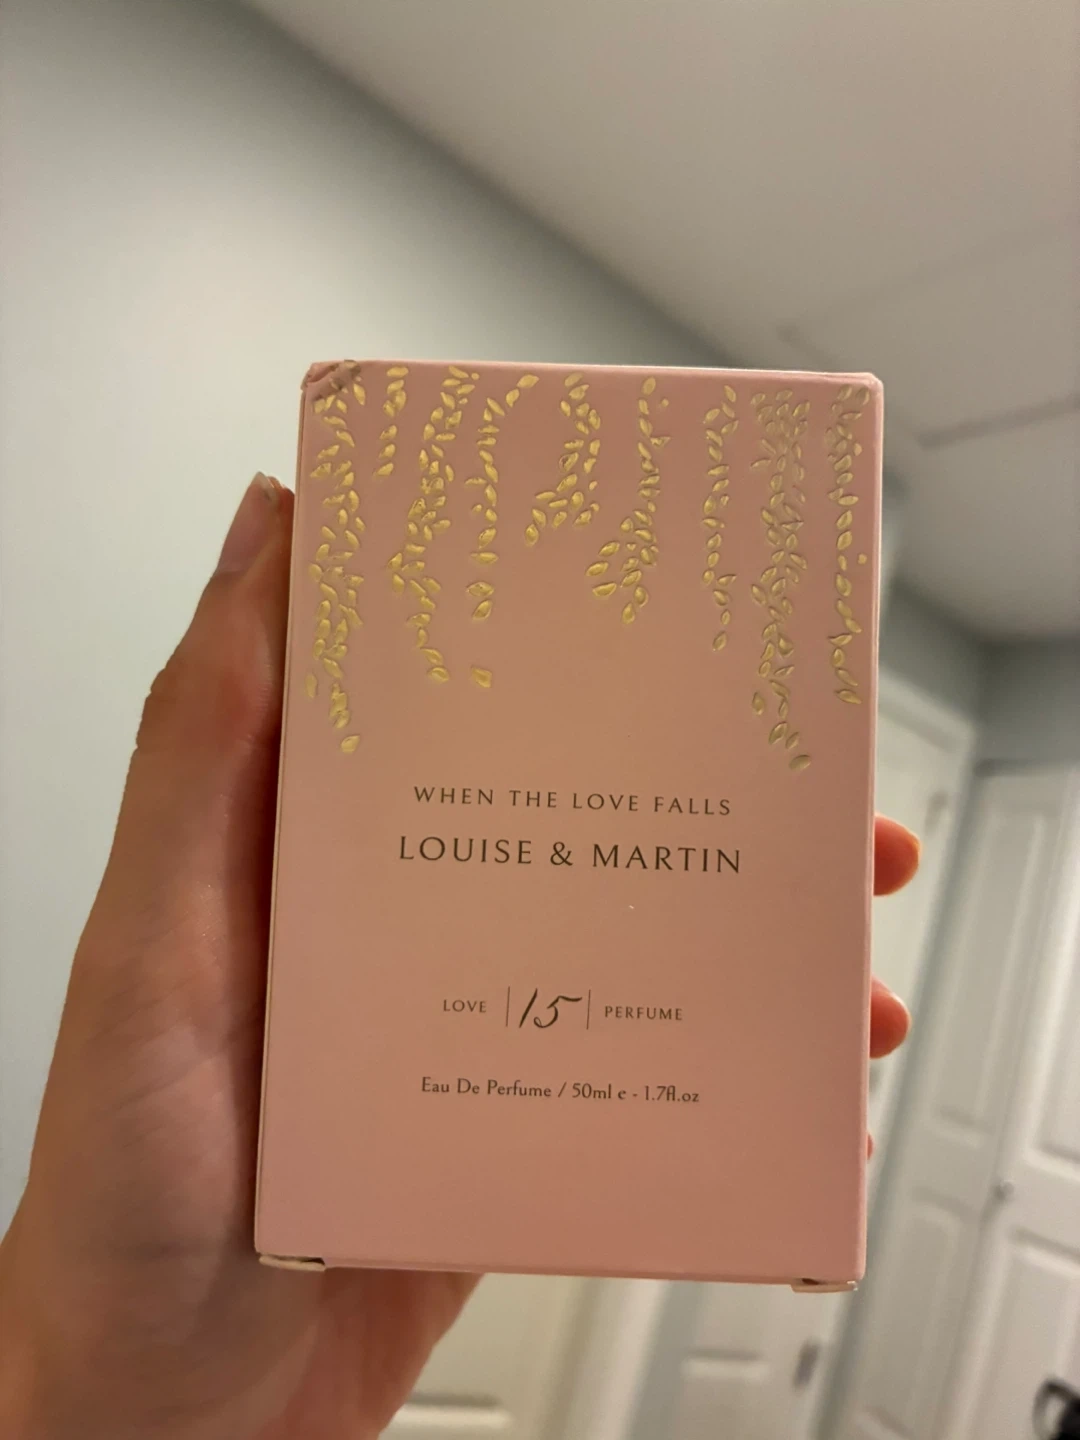 WHEN THE LOVE FALLS
LOUISE & MARTIN
LOVE | 15 | PERFUME
Eau De Perfume / 50ml e - 1.7fl.oz